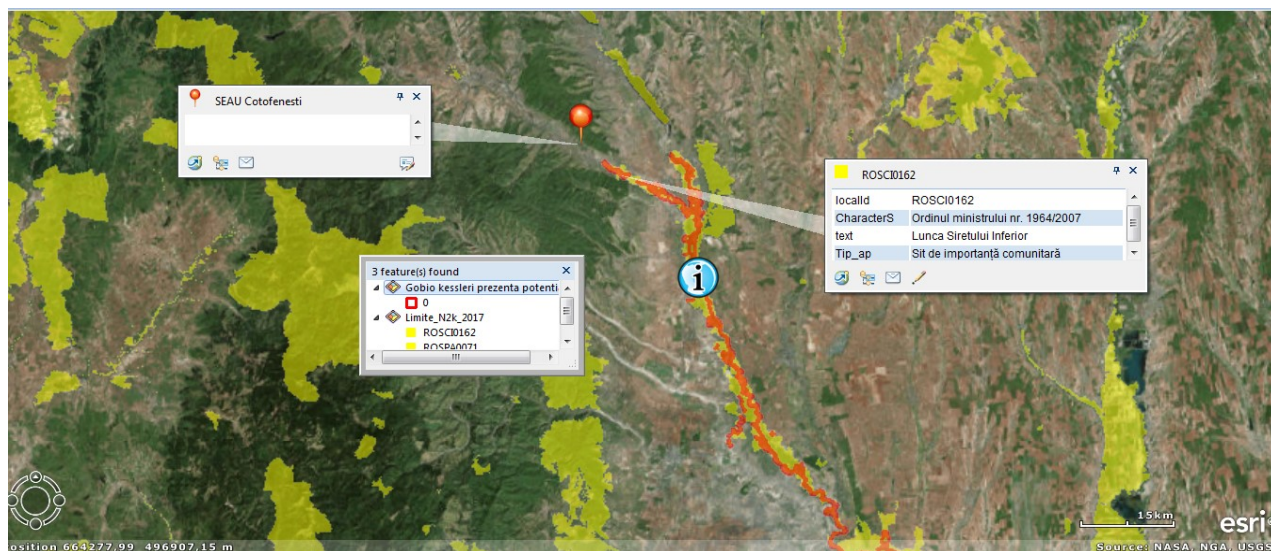 SEAU Cotofenesti
ROSCI0162
localId ROSCI0162
CharacterS Ordinul ministrului nr. 1964/2007
text Lunca Siretului Inferior
Tip_ap Sit de importanță comunitară
3 feature(s) found
Gobio kessleri prezenta potenti
0
Limite_N2k_2017
ROSCI0162
ROSPA0071
i
15km
esri
osition 664277,99 496907,15 m
Source: NASA, NGA, USGS